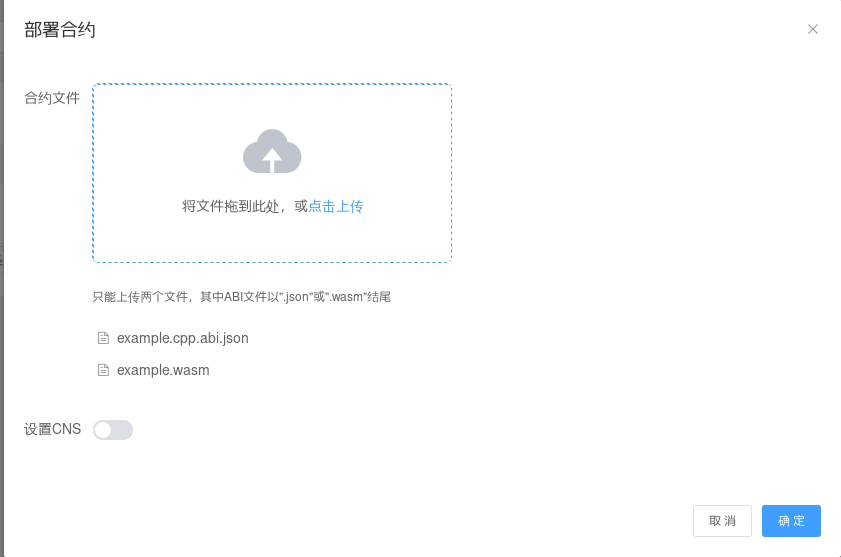 部署合约
合约文件
将文件拖到此处，或点击上传
只能上传两个文件，其中ABI文件以".json"或".wasm"结尾
example.cpp.abi.json
example.wasm
设置CNS
取消
确定